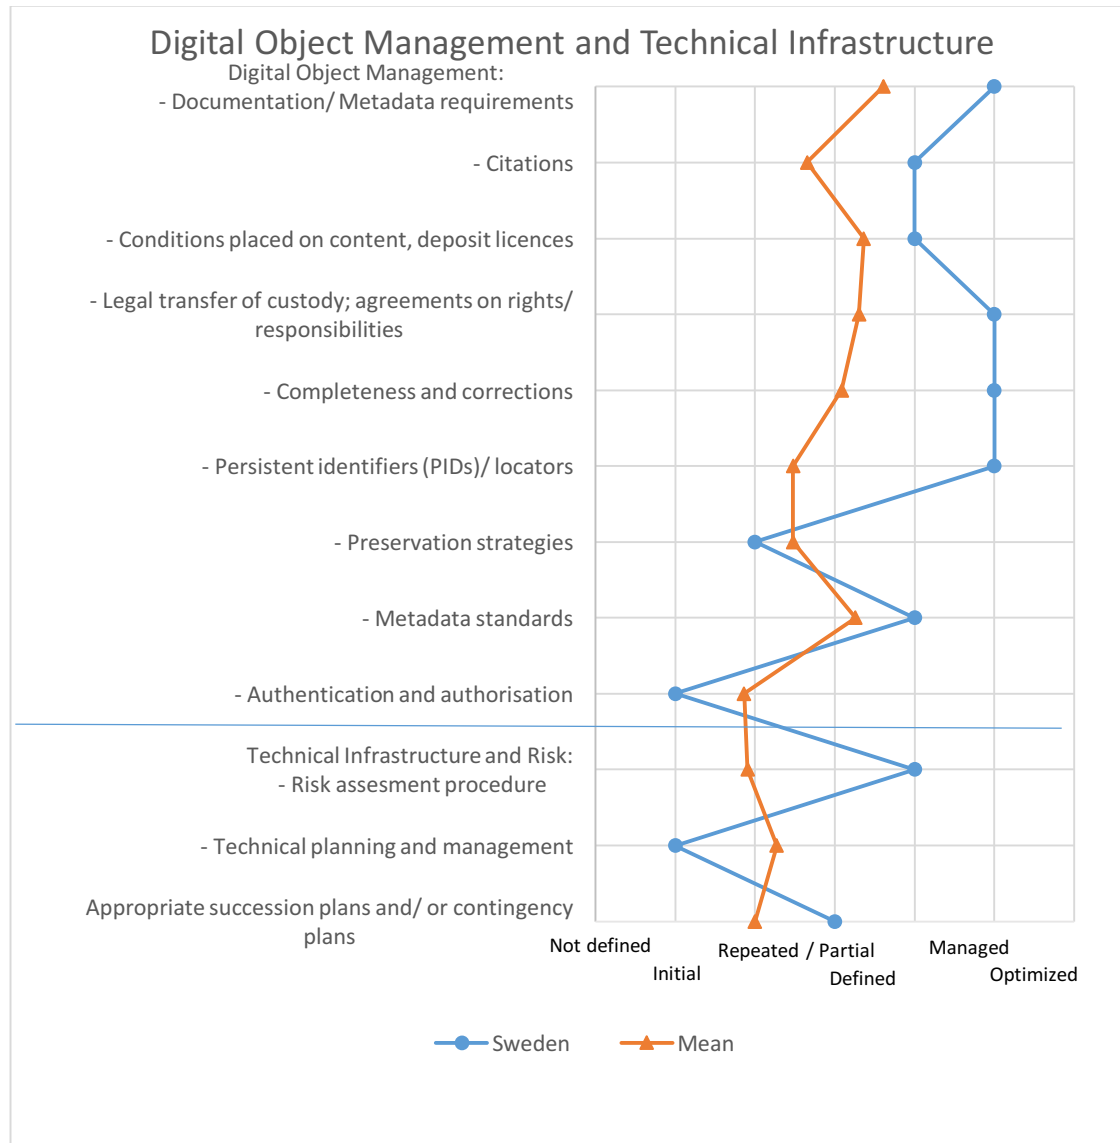 Digital Object Management and Technical Infrastructure
Digital Object Management:
- Documentation/ Metadata requirements
- Citations
- Conditions placed on content, deposit licences
- Legal transfer of custody; agreements on rights/
responsibilities
- Completeness and corrections
- Persistent identifiers (PIDs)/ locators
- Preservation strategies
- Metadata standards
- Authentication and authorisation
Technical Infrastructure and Risk:
- Risk assesment procedure
- Technical planning and management
Appropriate succession plans and/ or contingency
plans
Not defined
Initial
Repeated / Partial
Defined
Managed
Optimized
Sweden
Mean